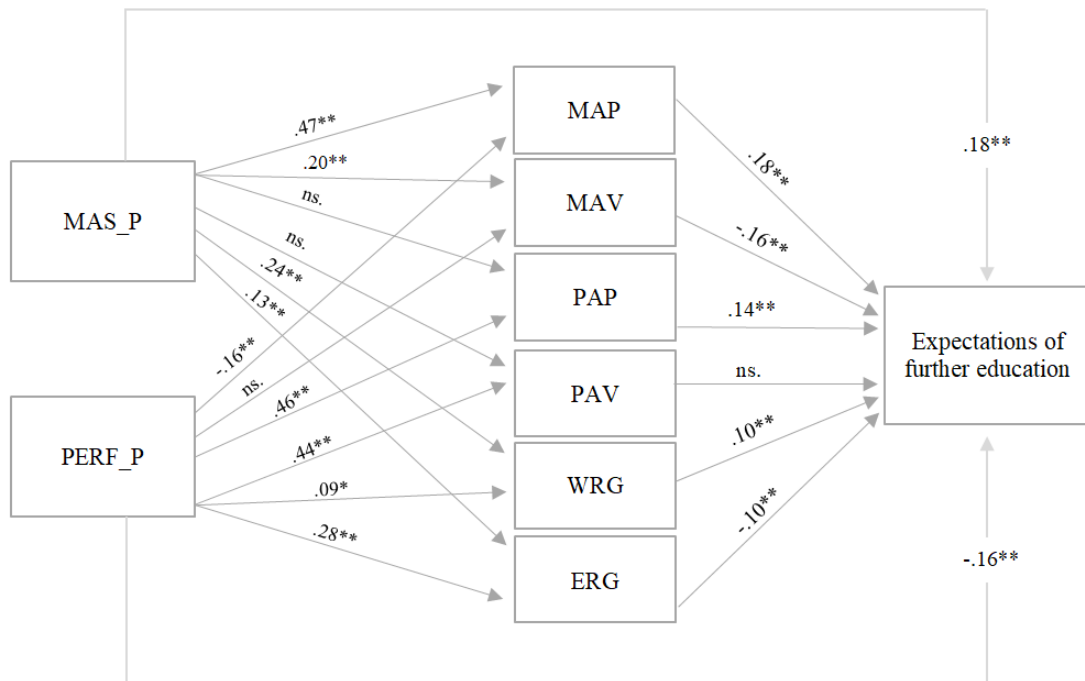 MAS_P
PERF_P
.47**
.20**
ns.
ns.
.24**
.13**
-.16**
ns.
.46**
.44**
.09*
.28**
MAP
MAV
PAP
PAV
WRG
ERG
.18**
-.16**
.14**
ns.
.10**
-.10**
.18**
Expectations of
further education
-.16**